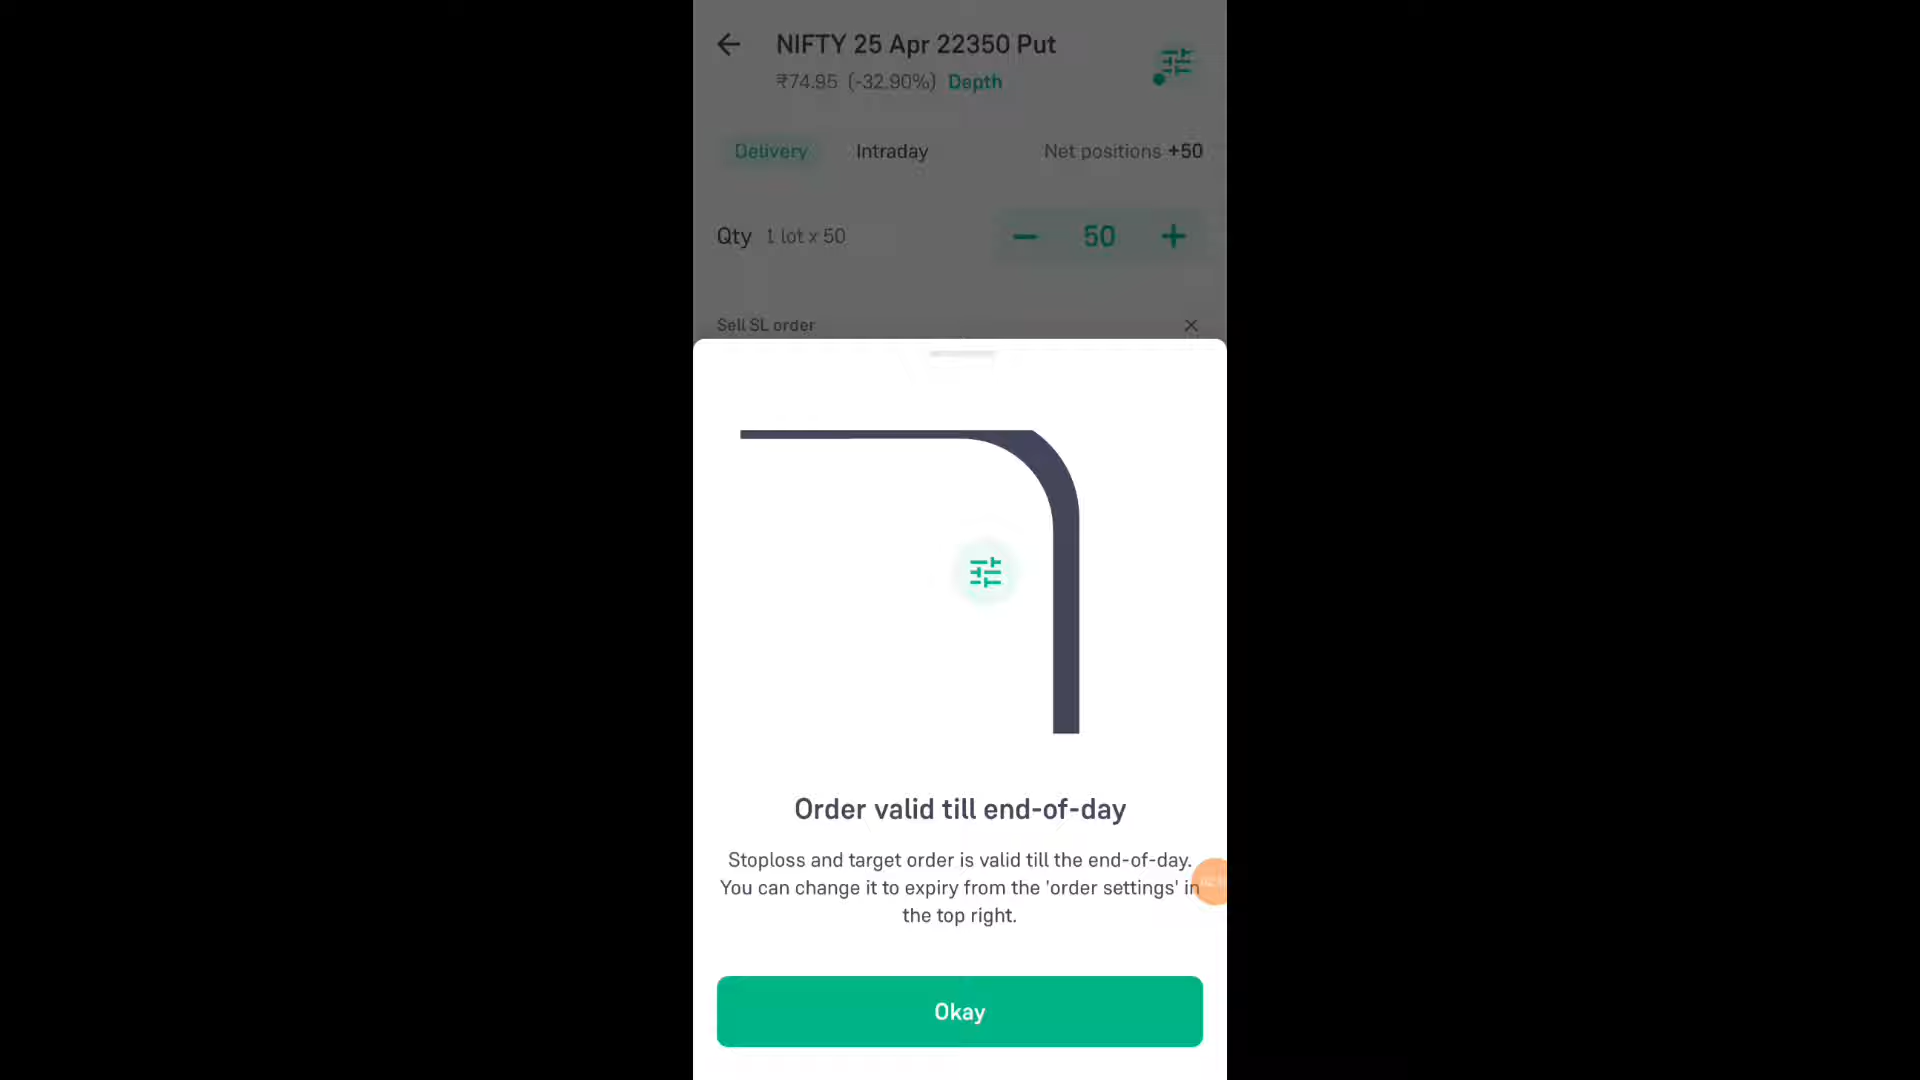 NIFTY 25 Apr 22350 Put
₹74.95 (-32.90%) Depth
Delivery Intraday Net positions +50
Qty 1 lot x 50 50
Sell SL order
Order valid till end-of-day
Stoploss and target order is valid till the end-of-day.
You can change it to expiry from the 'order settings' in
the top right.
Okay